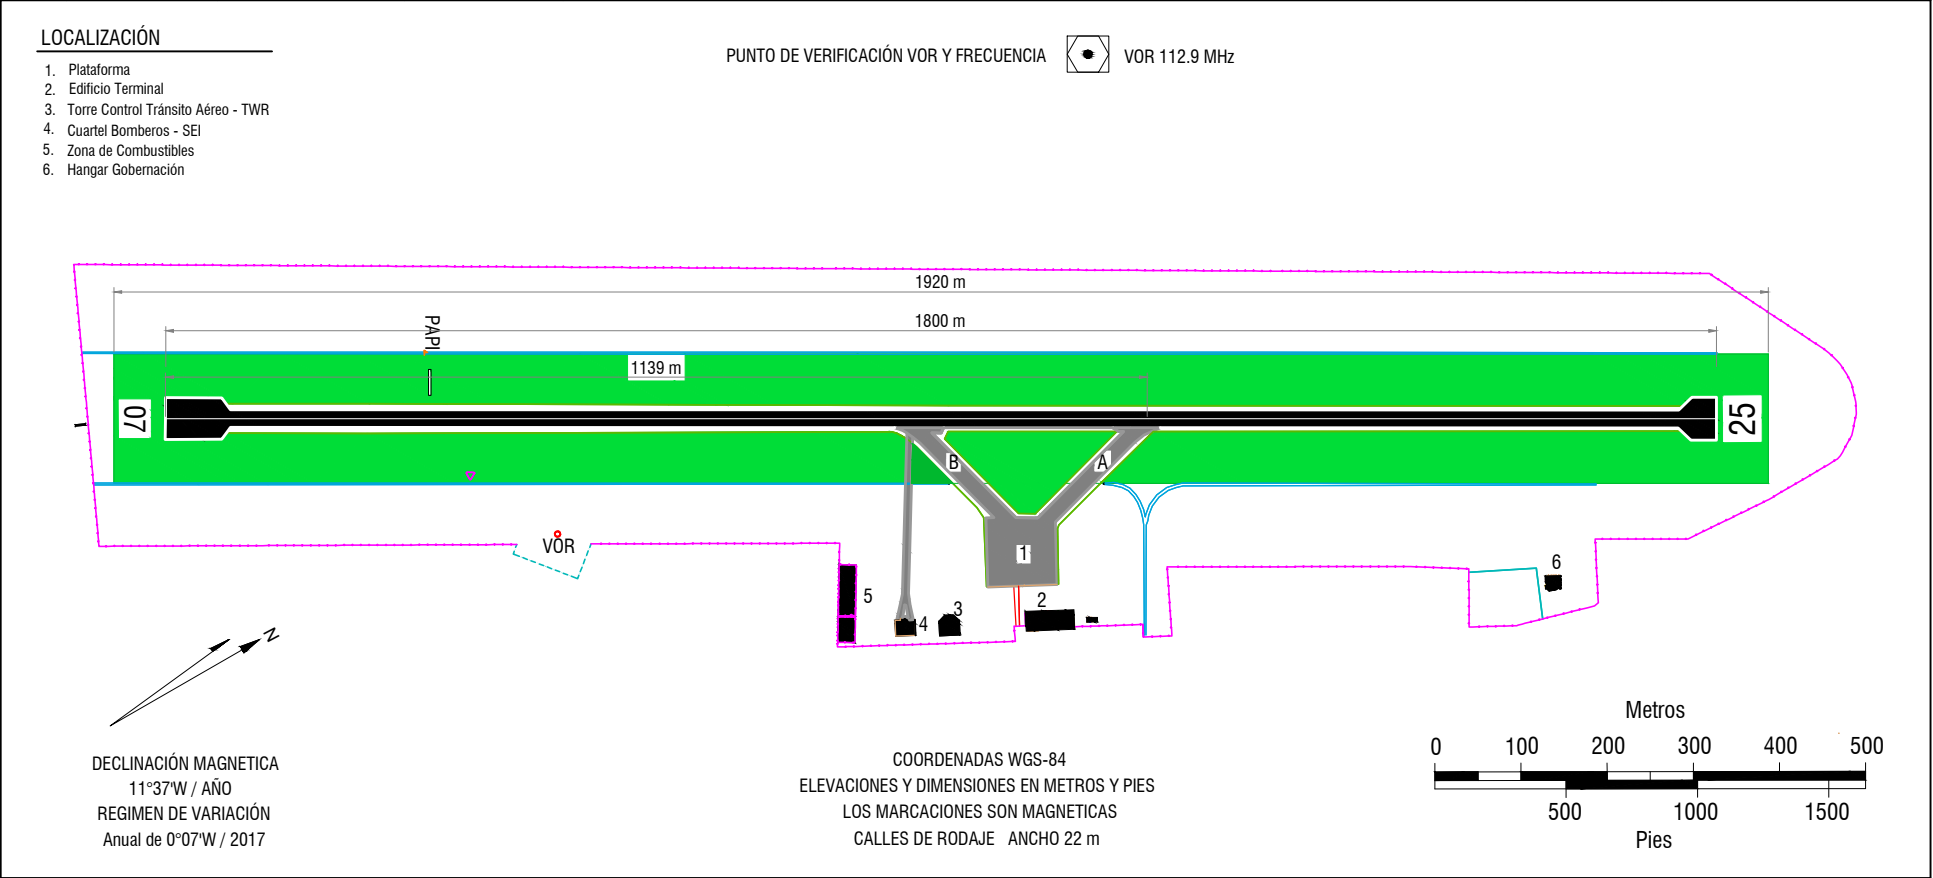 LOCALIZACIÓN
1. Plataforma
2. Edificio Terminal
3. Torre Control Tránsito Aéreo - TWR
4. Cuartel Bomberos - SEI
5. Zona de Combustibles
6. Hangar Gobernación
PUNTO DE VERIFICACIÓN VOR Y FRECUENCIA VOR 112.9 MHz
1920 m
1800 m
PAPI
1139 m
07
25
B
A
VOR
1
5
4
3
2
6
N
DECLINACIÓN MAGNETICA
11°37'W / AÑO
REGIMEN DE VARIACIÓN
Anual de 0°07'W / 2017
COORDENADAS WGS-84
ELEVACIONES Y DIMENSIONES EN METROS Y PIES
LOS MARCACIONES SON MAGNETICAS
CALLES DE RODAJE ANCHO 22 m
Metros
0 100 200 300 400 500
500 1000 1500
Pies